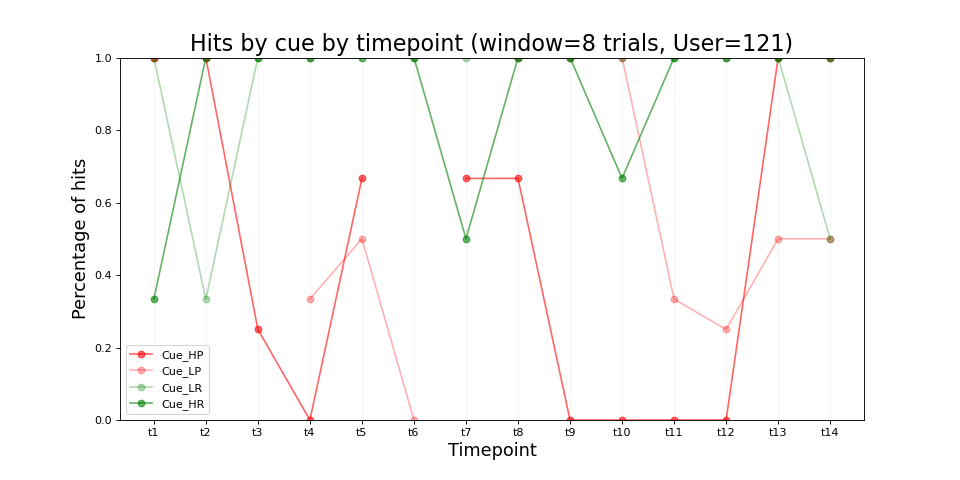 Hits by cue by timepoint (window=8 trials, User=121)
Percentage of hits
1.0
0.8
0.6
0.4
0.2
0.0
Cue_HP
Cue_LP
Cue_LR
Cue_HR
t1 t2 t3 t4 t5 t6 t7 t8 t9 t10 t11 t12 t13 t14
Timepoint